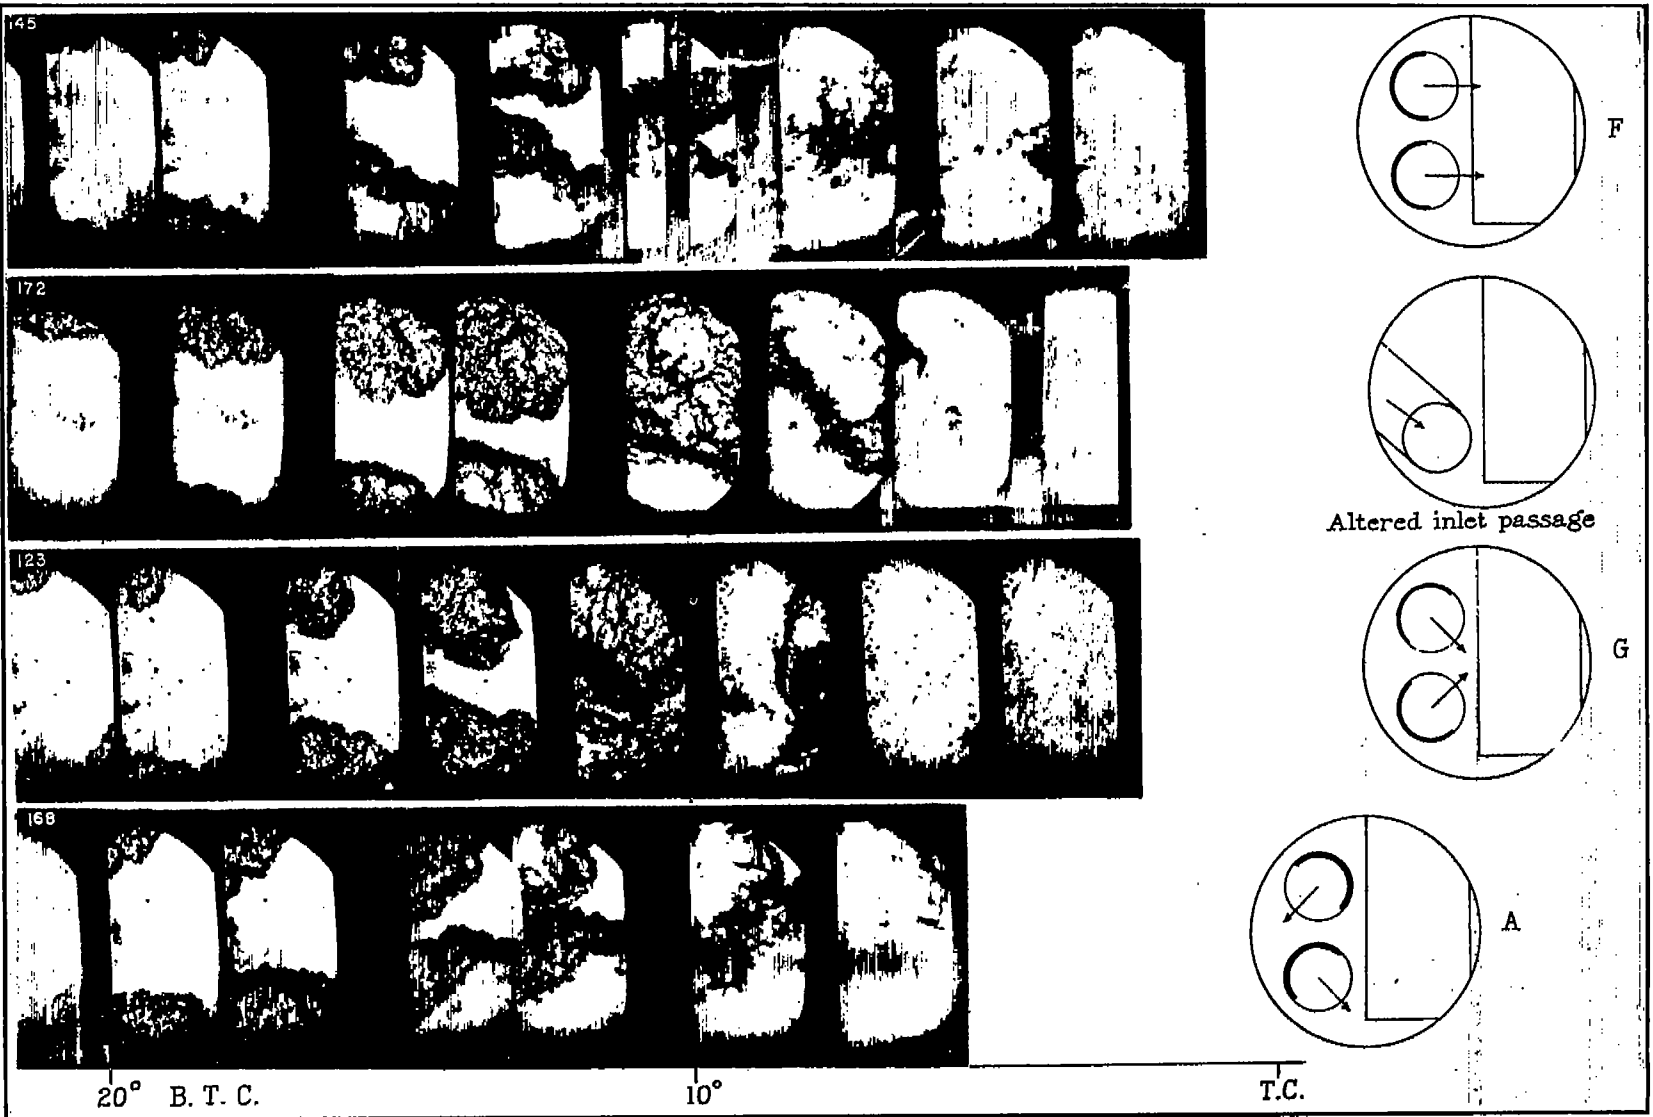 145
F
172
Altered inlet passage
123
G
168
A
20° B. T. C.
10°
T.C.